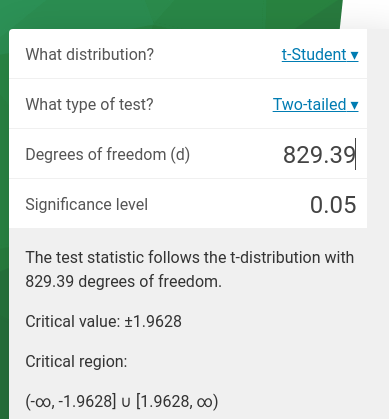 What distribution? t-Student ▾
What type of test? Two-tailed ▾
Degrees of freedom (d) 829.39
Significance level 0.05
The test statistic follows the t-distribution with
829.39 degrees of freedom.
Critical value: ±1.9628
Critical region:
(-∞, -1.9628] ∪ [1.9628, ∞)